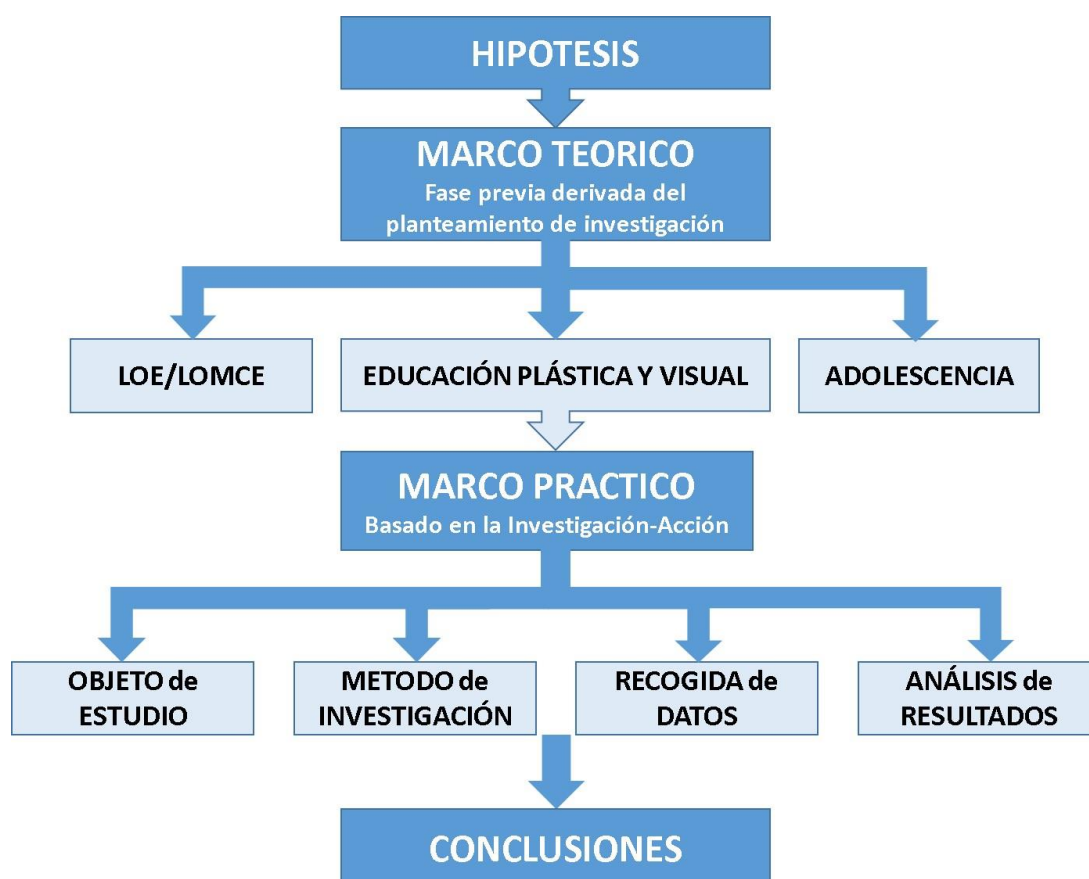 HIPOTESIS
MARCO TEORICO
Fase previa derivada del
planteamiento de investigación
LOE/LOMCE
EDUCACIÓN PLÁSTICA Y VISUAL
ADOLESCENCIA
MARCO PRACTICO
Basado en la Investigación-Acción
OBJETO de
ESTUDIO
METODO de
INVESTIGACIÓN
RECOGIDA de
DATOS
ANÁLISIS de
RESULTADOS
CONCLUSIONES